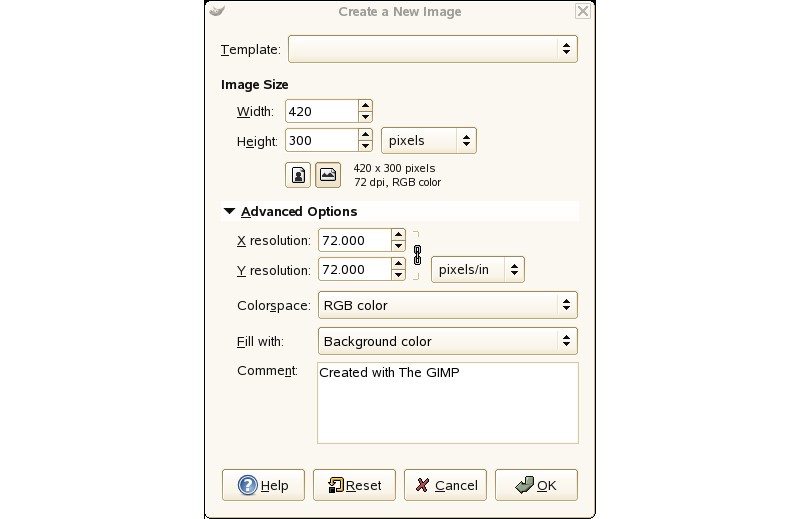 Create a New Image
Template:
Image Size
Width: 420
Height: 300 pixels
420 x 300 pixels
72 dpi, RGB color
Advanced Options
X resolution: 72.000
Y resolution: 72.000 pixels/in
Colorspace: RGB color
Fill with: Background color
Comment: Created with The GIMP
Help Reset Cancel OK